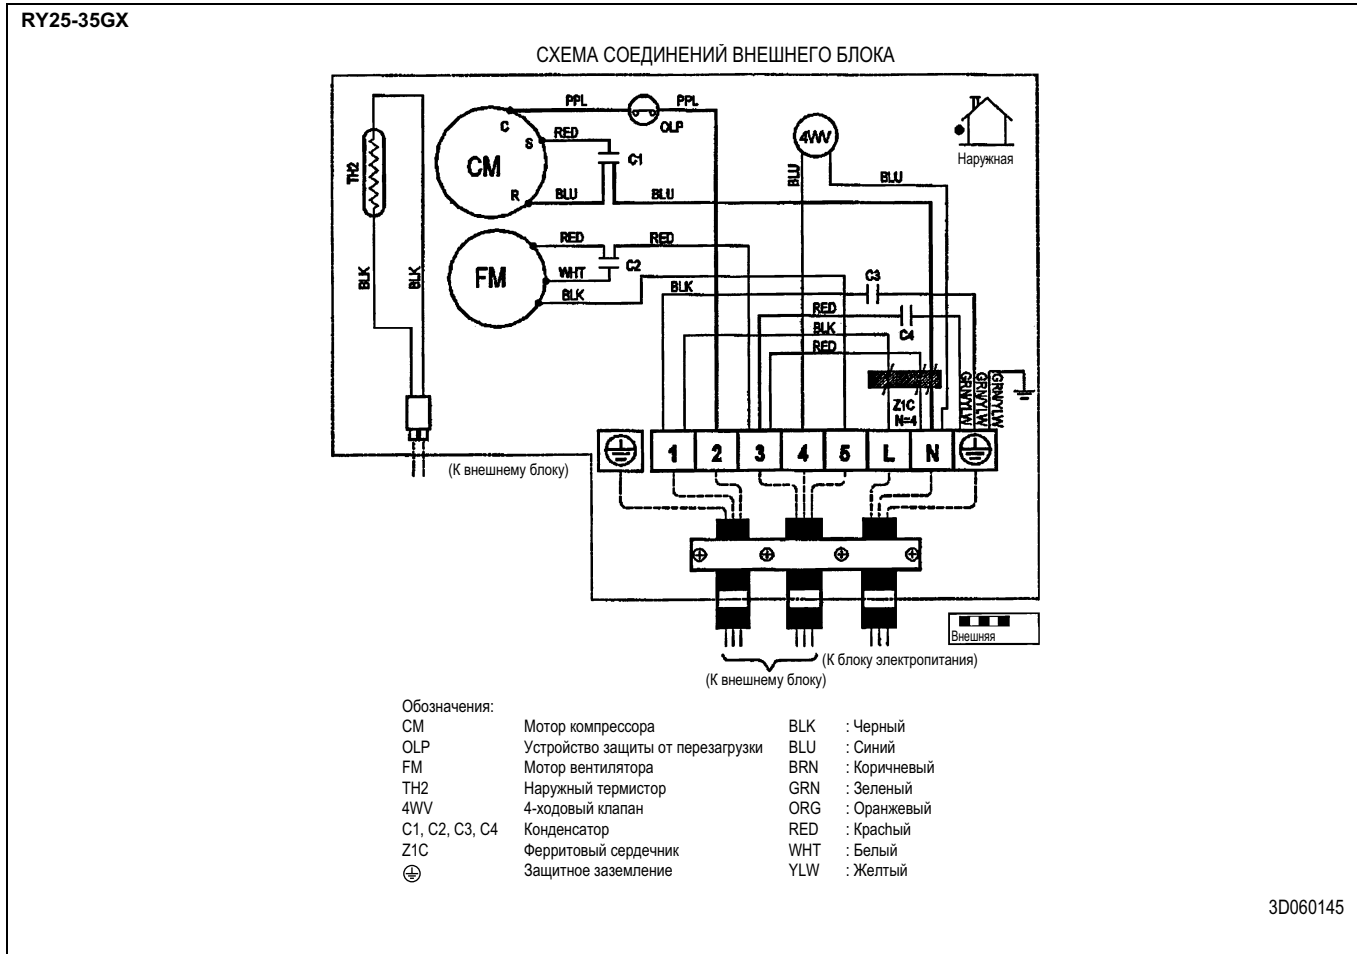 RY25-35GX
СХЕМА СОЕДИНЕНИЙ ВНЕШНЕГО БЛОКА
PPL
PPL
OLP
C
S
R
CM
RED
C1
BLU
BLU
4WV
BLU
BLU
Наружная
TH2
BLK
BLK
FM
RED
RED
WHT
C2
BLK
BLK
C3
RED
C4
BLK
RED
Z1C
N=4
GRN/YLW
GRN/YLW
GRN/YLW
1 2 3 4 5 L N
(К внешнему блоку)
Внешняя
(К блоку электропитания)
(К внешнему блоку)
Обозначения:
CM Мотор компрессора BLK : Черный
OLP Устройство защиты от перезагрузки BLU : Синий
FM Мотор вентилятора BRN : Коричневый
TH2 Наружный термистор GRN : Зеленый
4WV 4-ходовый клапан ORG : Оранжевый
C1, C2, C3, C4 Конденсатор RED : Краchый
Z1C Ферритовый сердечник WHT : Белый
Защитное заземление YLW : Желтый
3D060145